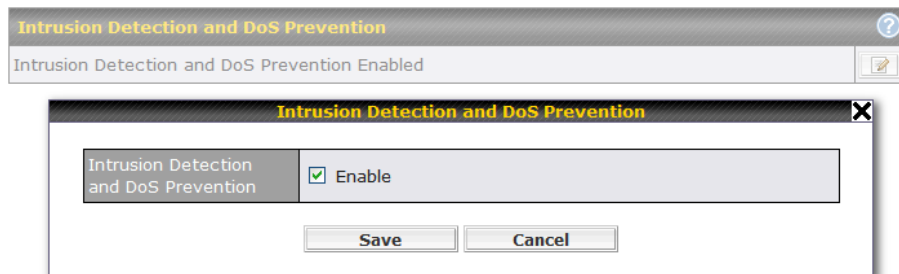 Intrusion Detection and DoS Prevention
?
Intrusion Detection and DoS Prevention Enabled
Intrusion Detection and DoS Prevention
Intrusion Detection
and DoS Prevention
Enable
Save
Cancel